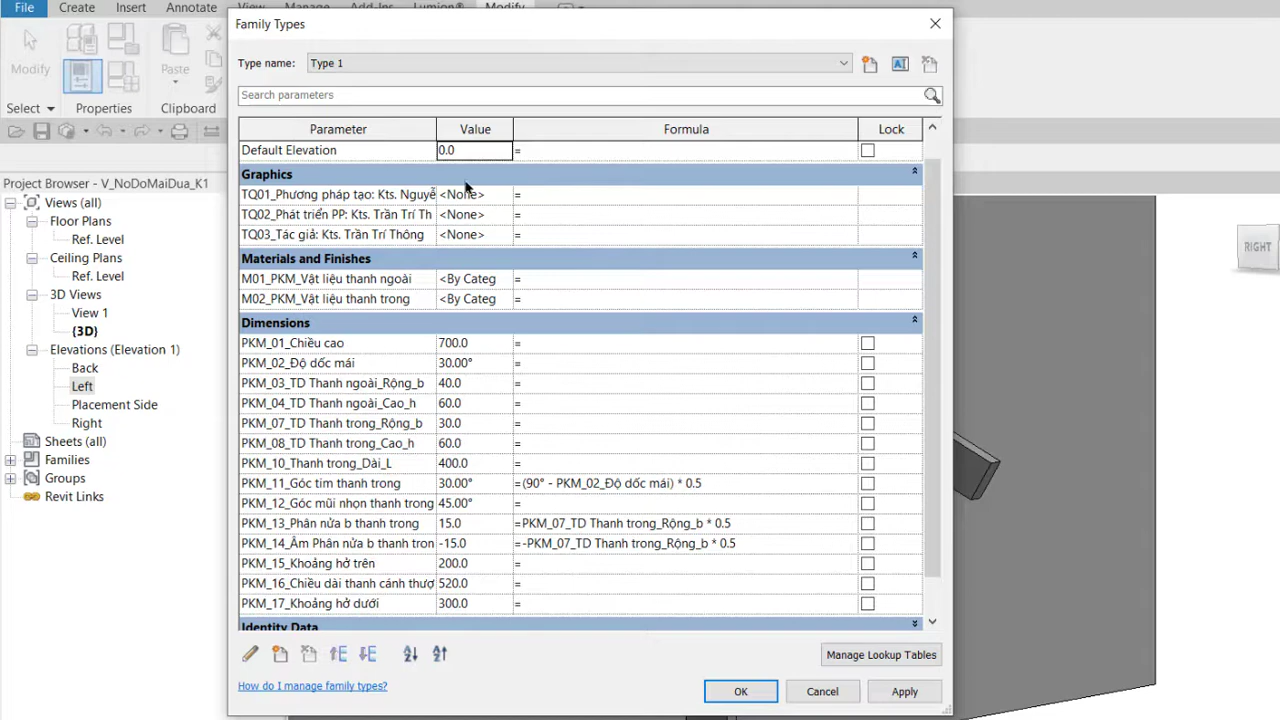 File Create Insert Annotate View Manage Add-Ins Lumion® Modify
Family Types
Type name: Type 1
Search parameters
Modify
Paste
Select Properties Clipboard
Parameter Value Formula Lock
Default Elevation 0.0 =
Graphics
TQ01_Phương pháp tạo: Kts. Nguyễ <None> =
TQ02_Phát triển PP: Kts. Trần Trí Th <None> =
TQ03_Tác giả: Kts. Trần Trí Thông <None> =
Materials and Finishes
M01_PKM_Vật liệu thanh ngoài <By Categ =
M02_PKM_Vật liệu thanh trong <By Categ =
Dimensions
PKM_01_Chiều cao 700.0 =
PKM_02_Độ dốc mái 30.00° =
PKM_03_TD Thanh ngoài_Rộng_b 40.0 =
PKM_04_TD Thanh ngoài_Cao_h 60.0 =
PKM_07_TD Thanh trong_Rộng_b 30.0 =
PKM_08_TD Thanh trong_Cao_h 60.0 =
PKM_10_Thanh trong_Dài_L 400.0 =
PKM_11_Góc tim thanh trong 30.00° =(90° - PKM_02_Độ dốc mái) * 0.5
PKM_12_Góc mũi nhọn thanh trong 45.00° =
PKM_13_Phân nửa b thanh trong 15.0 =PKM_07_TD Thanh trong_Rộng_b * 0.5
PKM_14_Âm Phân nửa b thanh tron -15.0 =-PKM_07_TD Thanh trong_Rộng_b * 0.5
PKM_15_Khoảng hở trên 200.0 =
PKM_16_Chiều dài thanh cánh thượ 520.0 =
PKM_17_Khoảng hở dưới 300.0 =
Identity Data
Manage Lookup Tables
How do I manage family types?
OK Cancel Apply
Project Browser - V_NoDoMaiDua_K1
Views (all)
Floor Plans
Ref. Level
Ceiling Plans
Ref. Level
3D Views
View 1
{3D}
Elevations (Elevation 1)
Back
Left
Placement Side
Right
Sheets (all)
Families
Groups
Revit Links
RIGHT